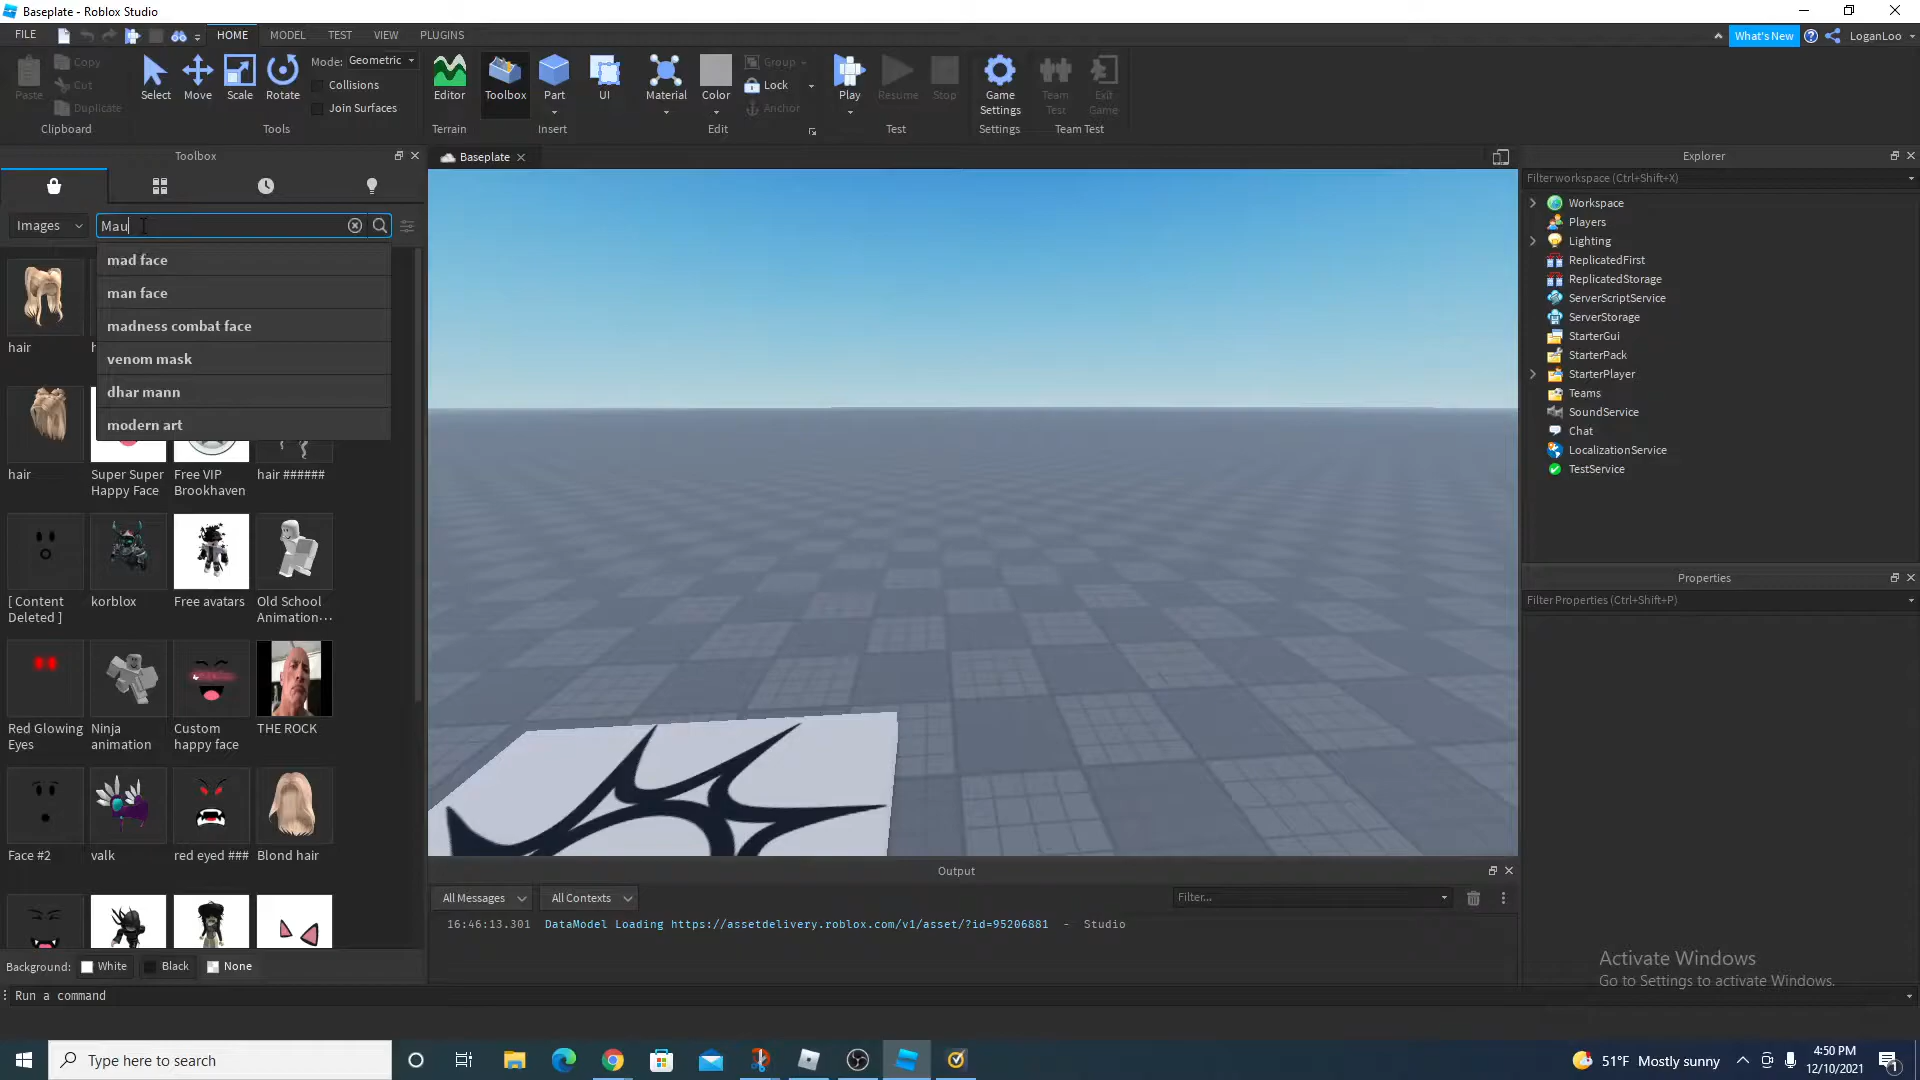 Baseplate - Roblox Studio
FILE HOME MODEL TEST VIEW PLUGINS What's New LoganLoo
Paste Copy Cut Duplicate Clipboard
Select Move Scale Rotate Mode: Geometric Collisions Join Surfaces Tools
Editor Terrain
Toolbox Part UI Insert
Material Color Group Lock Anchor Edit
Play Resume Stop Test
Game Settings Settings
Team Test Exit Game Team Test
Toolbox
Images Mau
mad face
man face
madness combat face
venom mask
dhar mann
modern art
hair
hair Super Super Happy Face Free VIP Brookhaven hair ######
[ Content Deleted ] korblox Free avatars Old School Animation···
Red Glowing Eyes Ninja animation Custom happy face THE ROCK
Face #2 valk red eyed ### Blond hair
Background: White Black None
Run a command
Baseplate
Output
All Messages All Contexts Filter...
16:46:13.301 DataModel Loading https://assetdelivery.roblox.com/v1/asset/?id=95206881 - Studio
Explorer
Filter workspace (Ctrl+Shift+X)
Workspace
Players
Lighting
ReplicatedFirst
ReplicatedStorage
ServerScriptService
ServerStorage
StarterGui
StarterPack
StarterPlayer
Teams
SoundService
Chat
LocalizationService
TestService
Properties
Filter Properties (Ctrl+Shift+P)
Activate Windows
Go to Settings to activate Windows.
Type here to search
51°F Mostly sunny
4:50 PM
12/10/2021
1